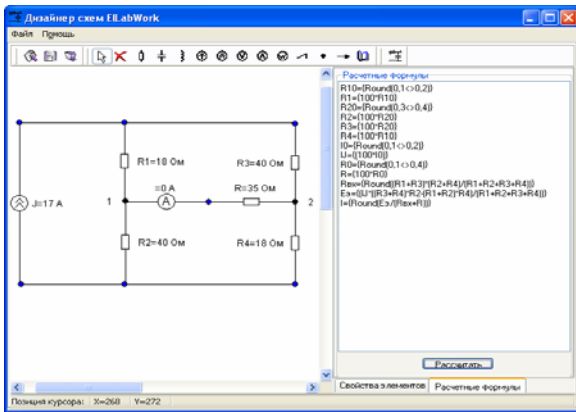 Дизайнер схем ElLabWork
Файл Помощь
Расчетные формулы
R10={Round(0,1<>0,2)}
R1={100*R10}
R20={Round(0,3<>0,4)}
R2={100*R20}
R3={100*R20}
R4={100*R10}
I0={Round(0,1<>0,2)}
IJ={(100*I0)}
R0={Round(0,1<>0,4)}
R={100*R0}
Rвх={Round((R1+R3)*(R2+R4)/(R1+R2+R3+R4))}
Eэ={(IJ*((R3+R4)*R2-(R1+R2)*R4)/(R1+R2+R3+R4))}
I={Round(Eэ/(Rвх+R))}
R1=18 Ом
R3=40 Ом
=0 А
R=35 Ом
J=17 А
1
A
2
R2=40 Ом
R4=18 Ом
Рассчитать
Свойства элементов Расчетные формулы
Позиция курсора: X=268 Y=272